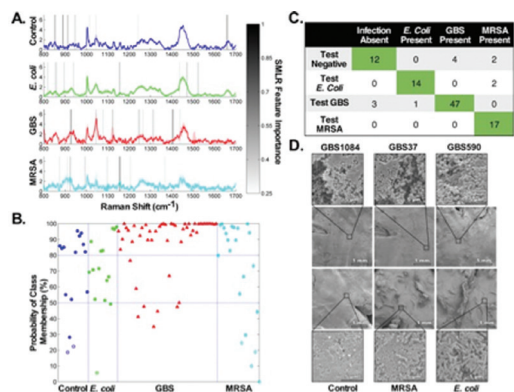 A.
Control
E. coli
GBS
MRSA
800 900 1000 1100 1200 1300 1400 1500 1600 1700
Raman Shift (cm⁻¹)
SMLR Feature Importance
1
0.85
0.7
0.55
0.4
0.25
B.
Probability of Class
Membership (%)
100
90
80
70
60
50
40
30
20
10
0
Control E. coli GBS MRSA
C.
Infection Absent E. Coli Present GBS Present MRSA Present
Test Negative 12 0 4 2
Test E. Coli 0 14 0 2
Test GBS 3 1 47 0
Test MRSA 0 0 0 17
D.
GBS1084 GBS37 GBS590
Control MRSA E. coli